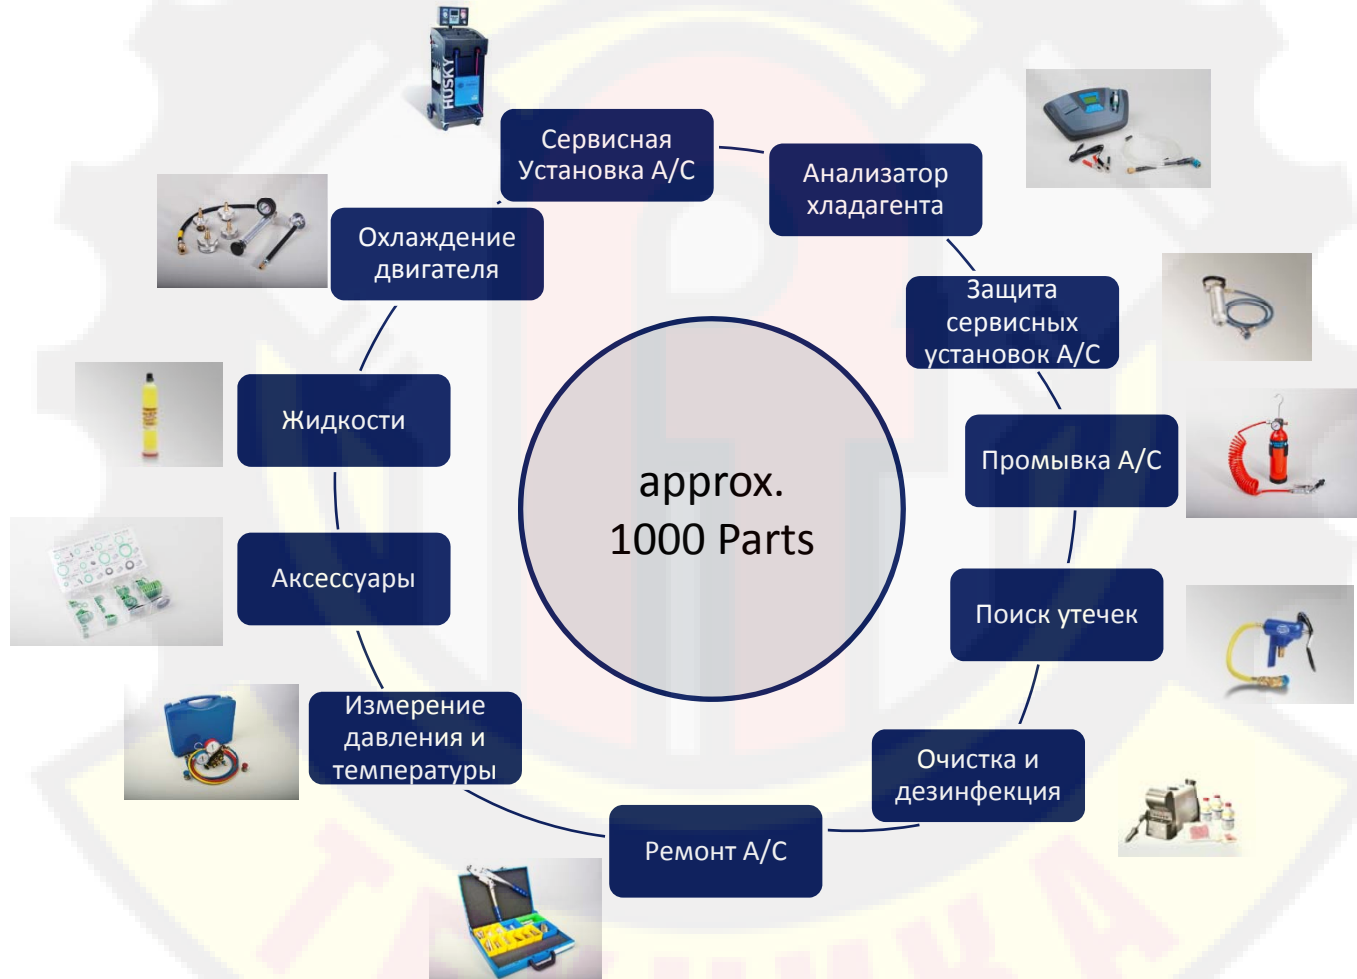 HUSKY
Сервисная
Установка A/C
Анализатор
хладагента
Защита
сервисных
установок A/C
Промывка A/C
Поиск утечек
Очистка и
дезинфекция
Ремонт A/C
Измерение
давления и
температуры
Аксессуары
Жидкости
Охлаждение
двигателя
approx.
1000 Parts
ТЕХНИКА